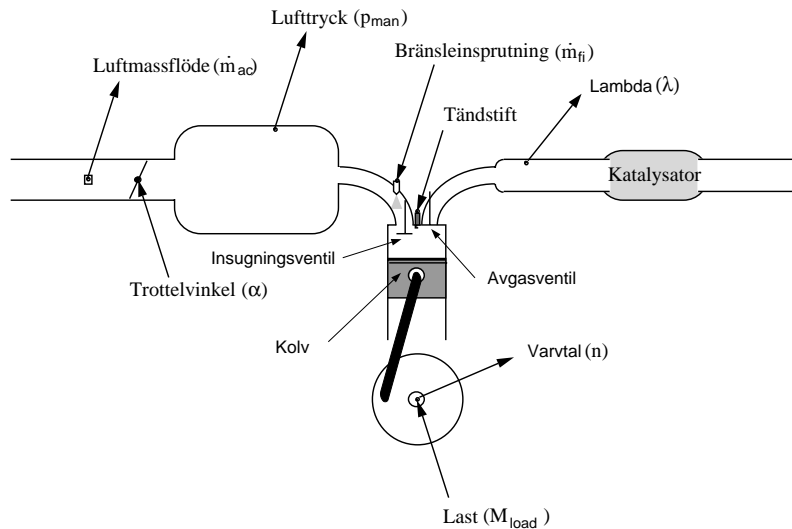 Lufttryck (pman)
Bränsleinsprutning (ṁfi)
Luftmassflöde (ṁac)
Lambda (λ)
Tändstift
Katalysator
Insugningsventil
Avgasventil
Trottelvinkel (α)
Kolv
Varvtal (n)
Last (Mload )